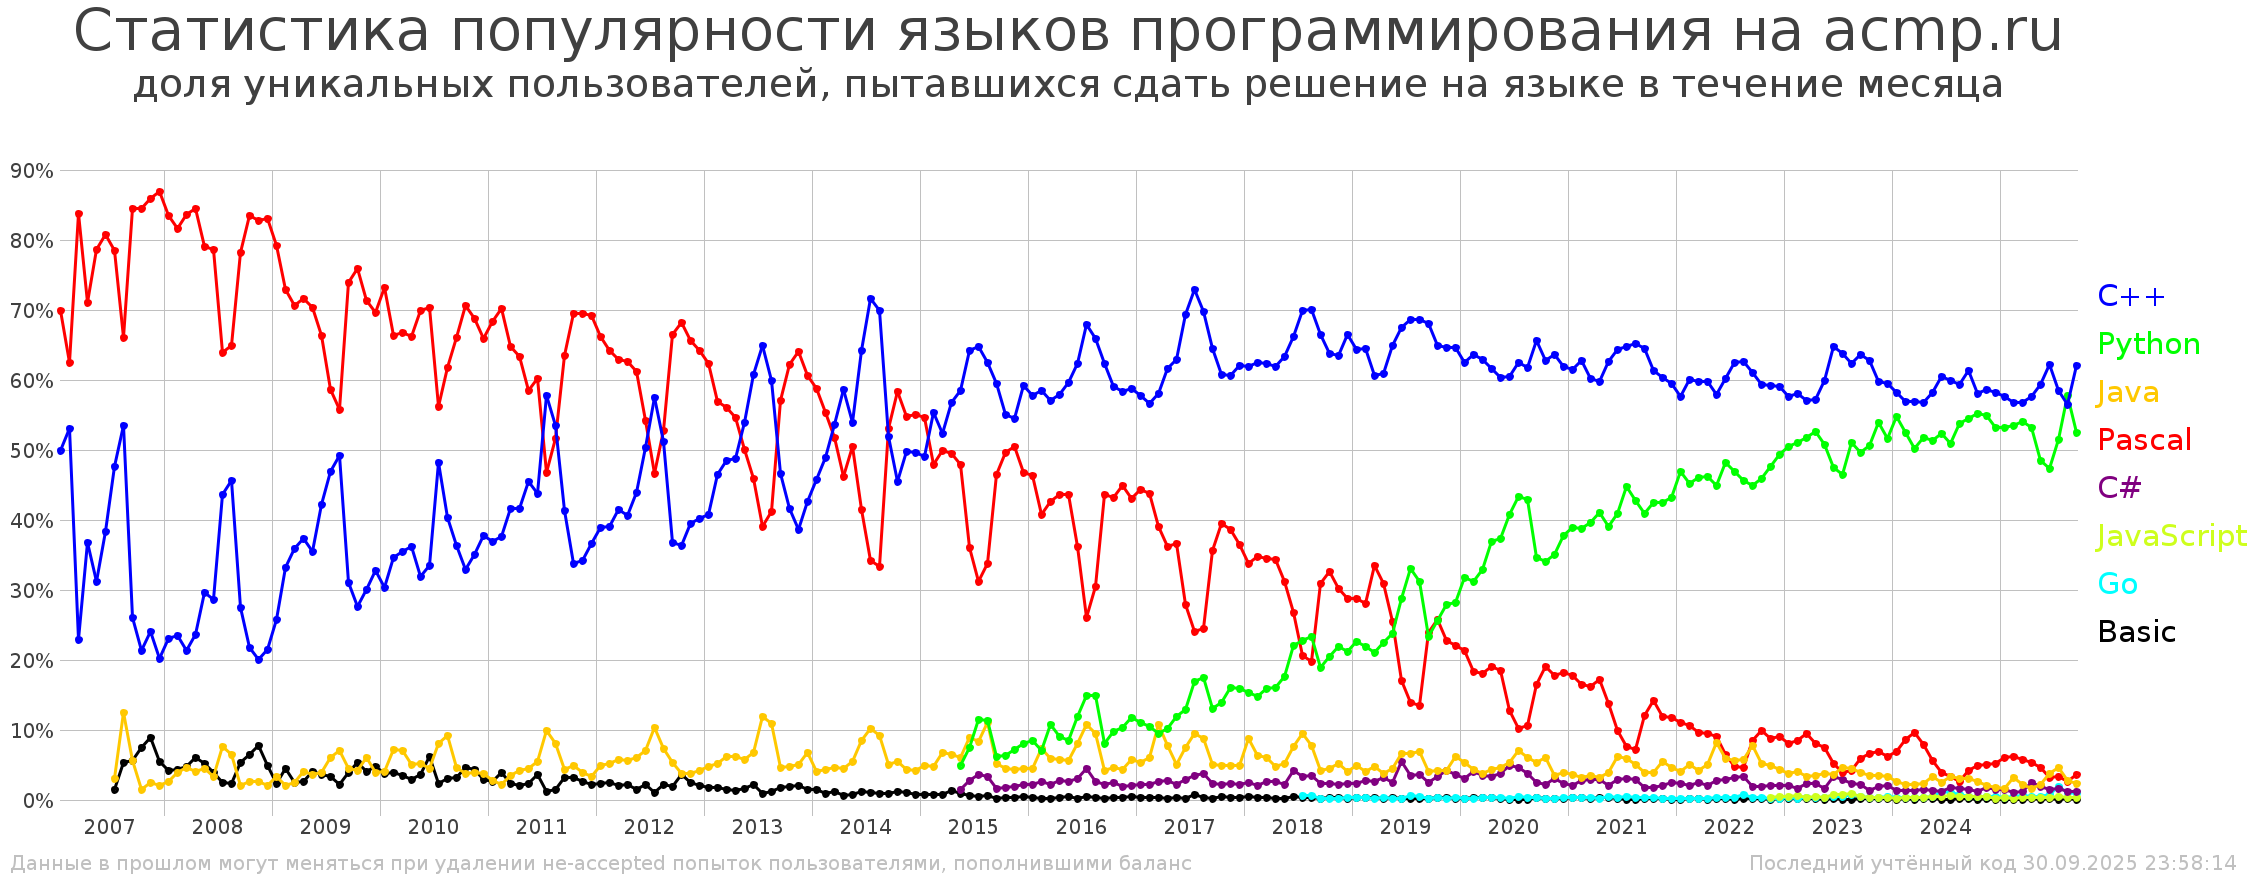 Статистика популярности языков программирования на acmp.ru
доля уникальных пользователей, пытавшихся сдать решение на языке в течение месяца
90%
80%
70%
60%
50%
40%
30%
20%
10%
0%
C++
Python
Java
Pascal
C#
JavaScript
Go
Basic
2007 2008 2009 2010 2011 2012 2013 2014 2015 2016 2017 2018 2019 2020 2021 2022 2023 2024
Данные в прошлом могут меняться при удалении не-accepted попыток пользователями, пополнившими баланс
Последний учтённый код 30.09.2025 23:58:14